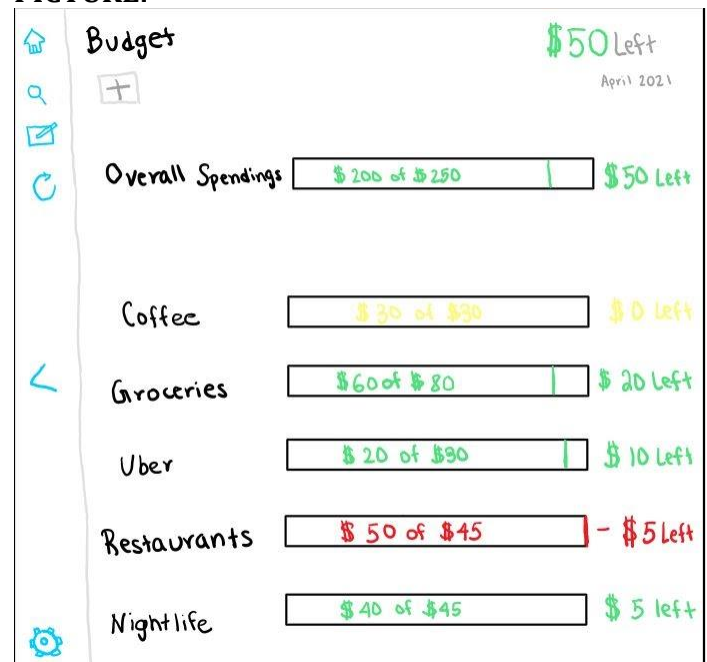 Budget $50 Left
+ April 2021
Overall Spendings $200 of $250 $50 Left
Coffee $30 of $30 $0 Left
Groceries $60 of $80 $20 Left
Uber $20 of $30 $10 Left
Restaurants $50 of $45 - $5 Left
Nightlife $40 of $45 $5 left